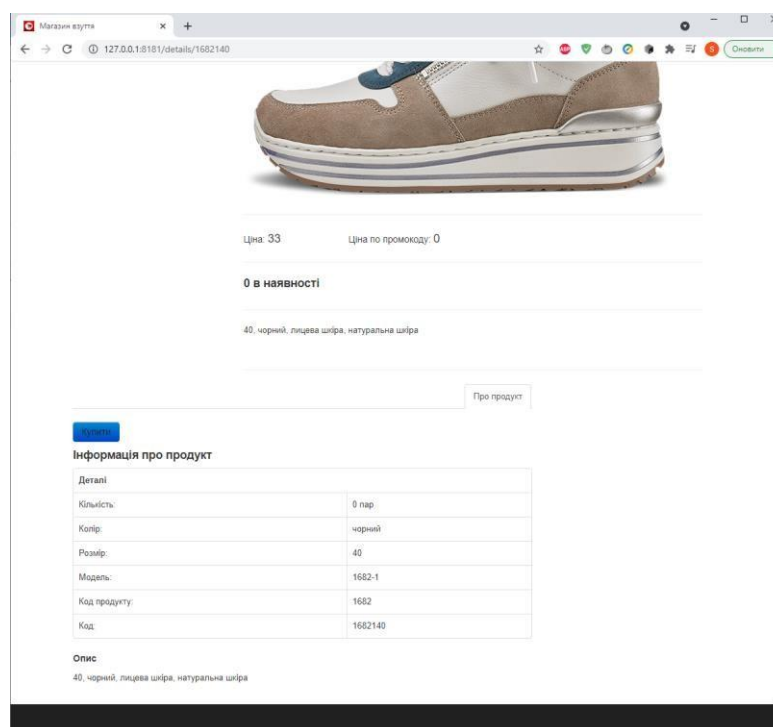 Магазин взуття
127.0.0.1:8181/details/1682140
ABP
S
Оновити
Ціна: 33 Ціна по промокоду: 0
0 в наявності
40, чорний, лицева шкіра, натуральна шкіра
Про продукт
Купити
Інформація про продукт
Деталі
Кількість: 0 пар
Колір: чорний
Розмір: 40
Модель: 1682-1
Код продукту: 1682
Код: 1682140
Опис
40, чорний, лицева шкіра, натуральна шкіра